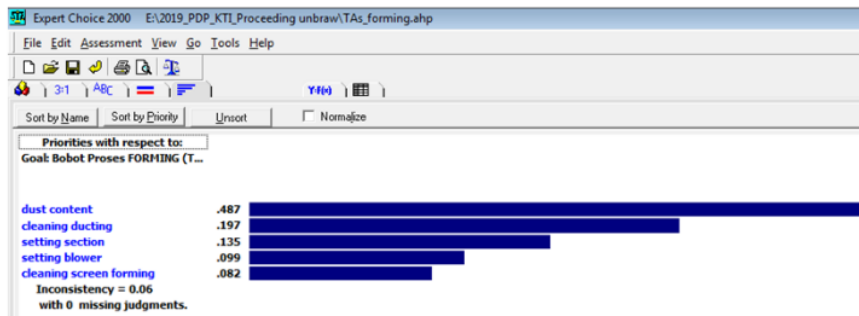 Expert Choice 2000 E:\2019_PDP_KTI_Proceeding unbraw\TAs_forming.ahp
File Edit Assessment View Go Tools Help
3:1 ABC Y-f(x)
Sort by Name Sort by Priority Unsort Normalize
Priorities with respect to:
Goal: Bobot Proses FORMING (T...
dust content .487
cleaning ducting .197
setting section .135
setting blower .099
cleaning screen forming .082
Inconsistency = 0.06
with 0 missing judgments.